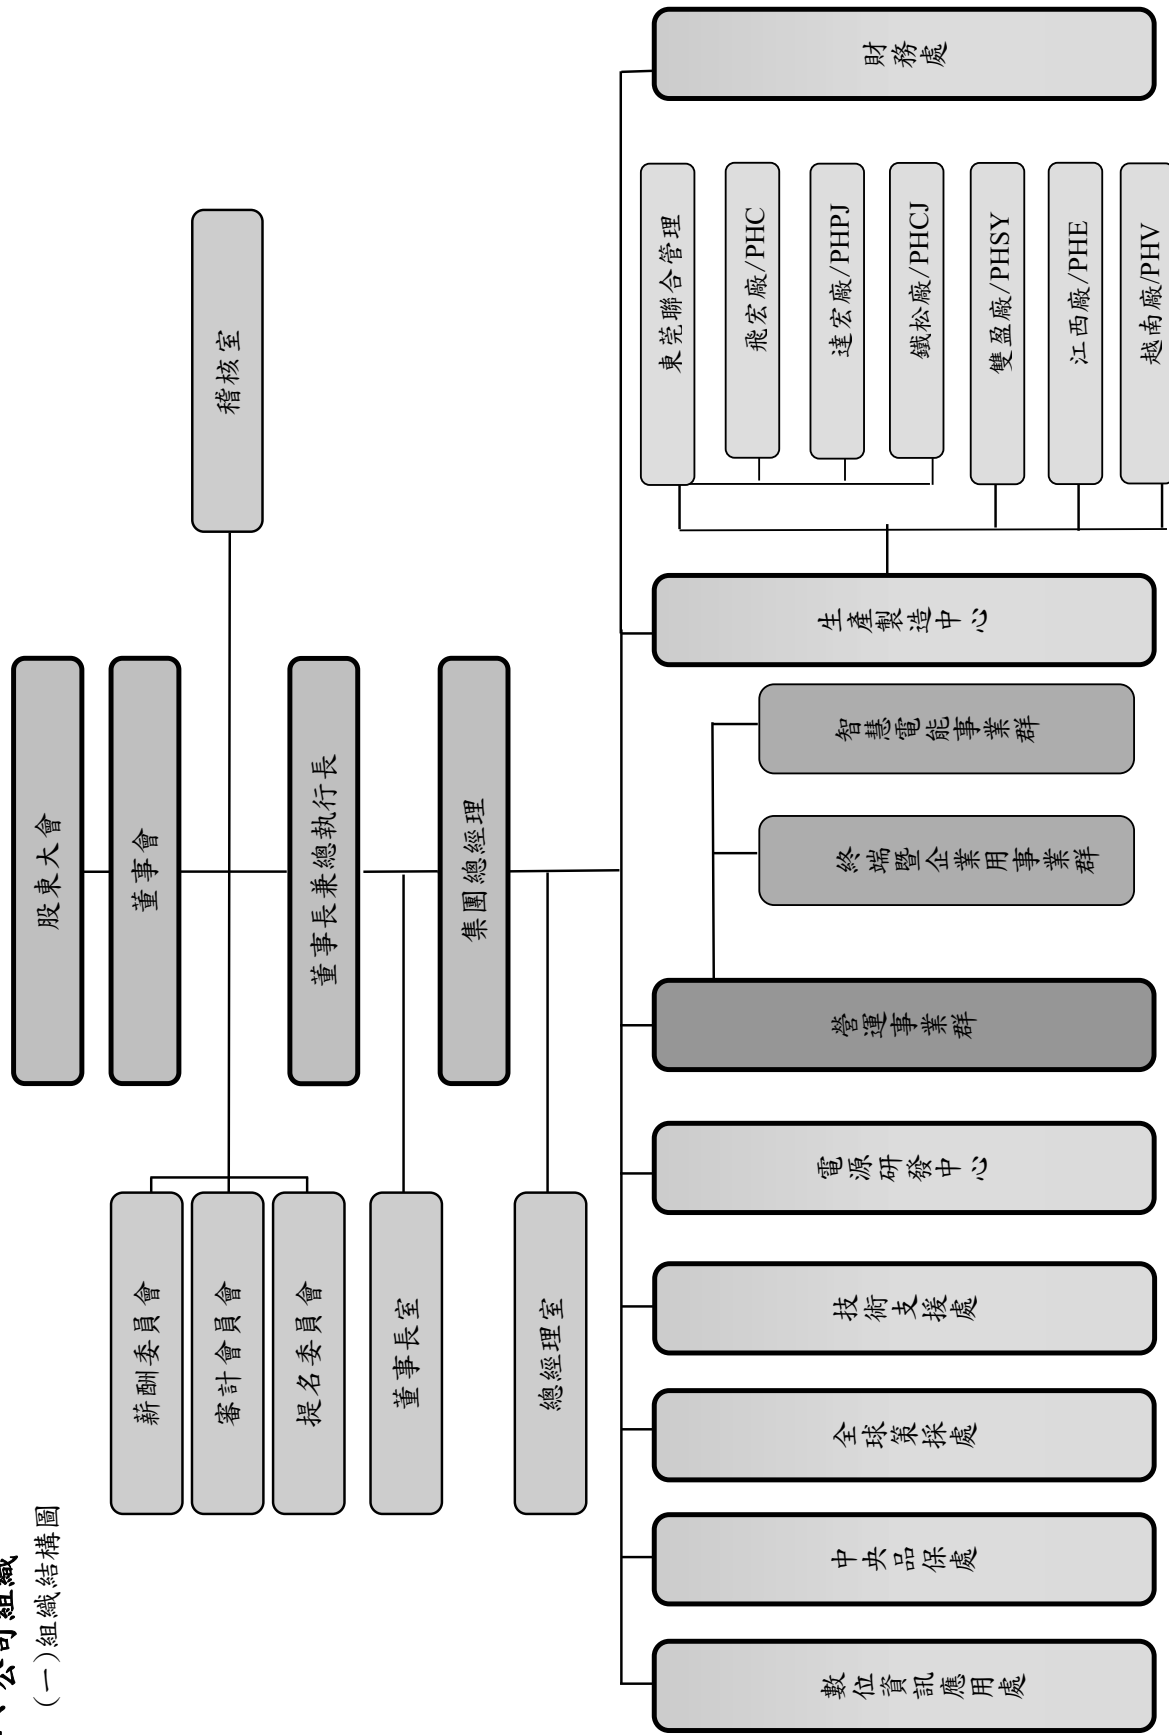 、公司組織
(一)組織結構圖
股東大會
董事會
稽核室
薪酬委員會
審計會員會
提名委員會
董事長兼總執行長
董事長室
集團總經理
總經理室
數位資訊應用處
中央品保處
全球策採處
技術支援處
電源研發中心
營運事業群
終端暨企業用事業群
智慧電能事業群
生產製造中心
東莞聯合管理
飛宏廠/PHC
達宏廠/PHPJ
鐵松廠/PHCJ
雙盈廠/PHSY
江西廠/PHE
越南廠/PHV
財務處